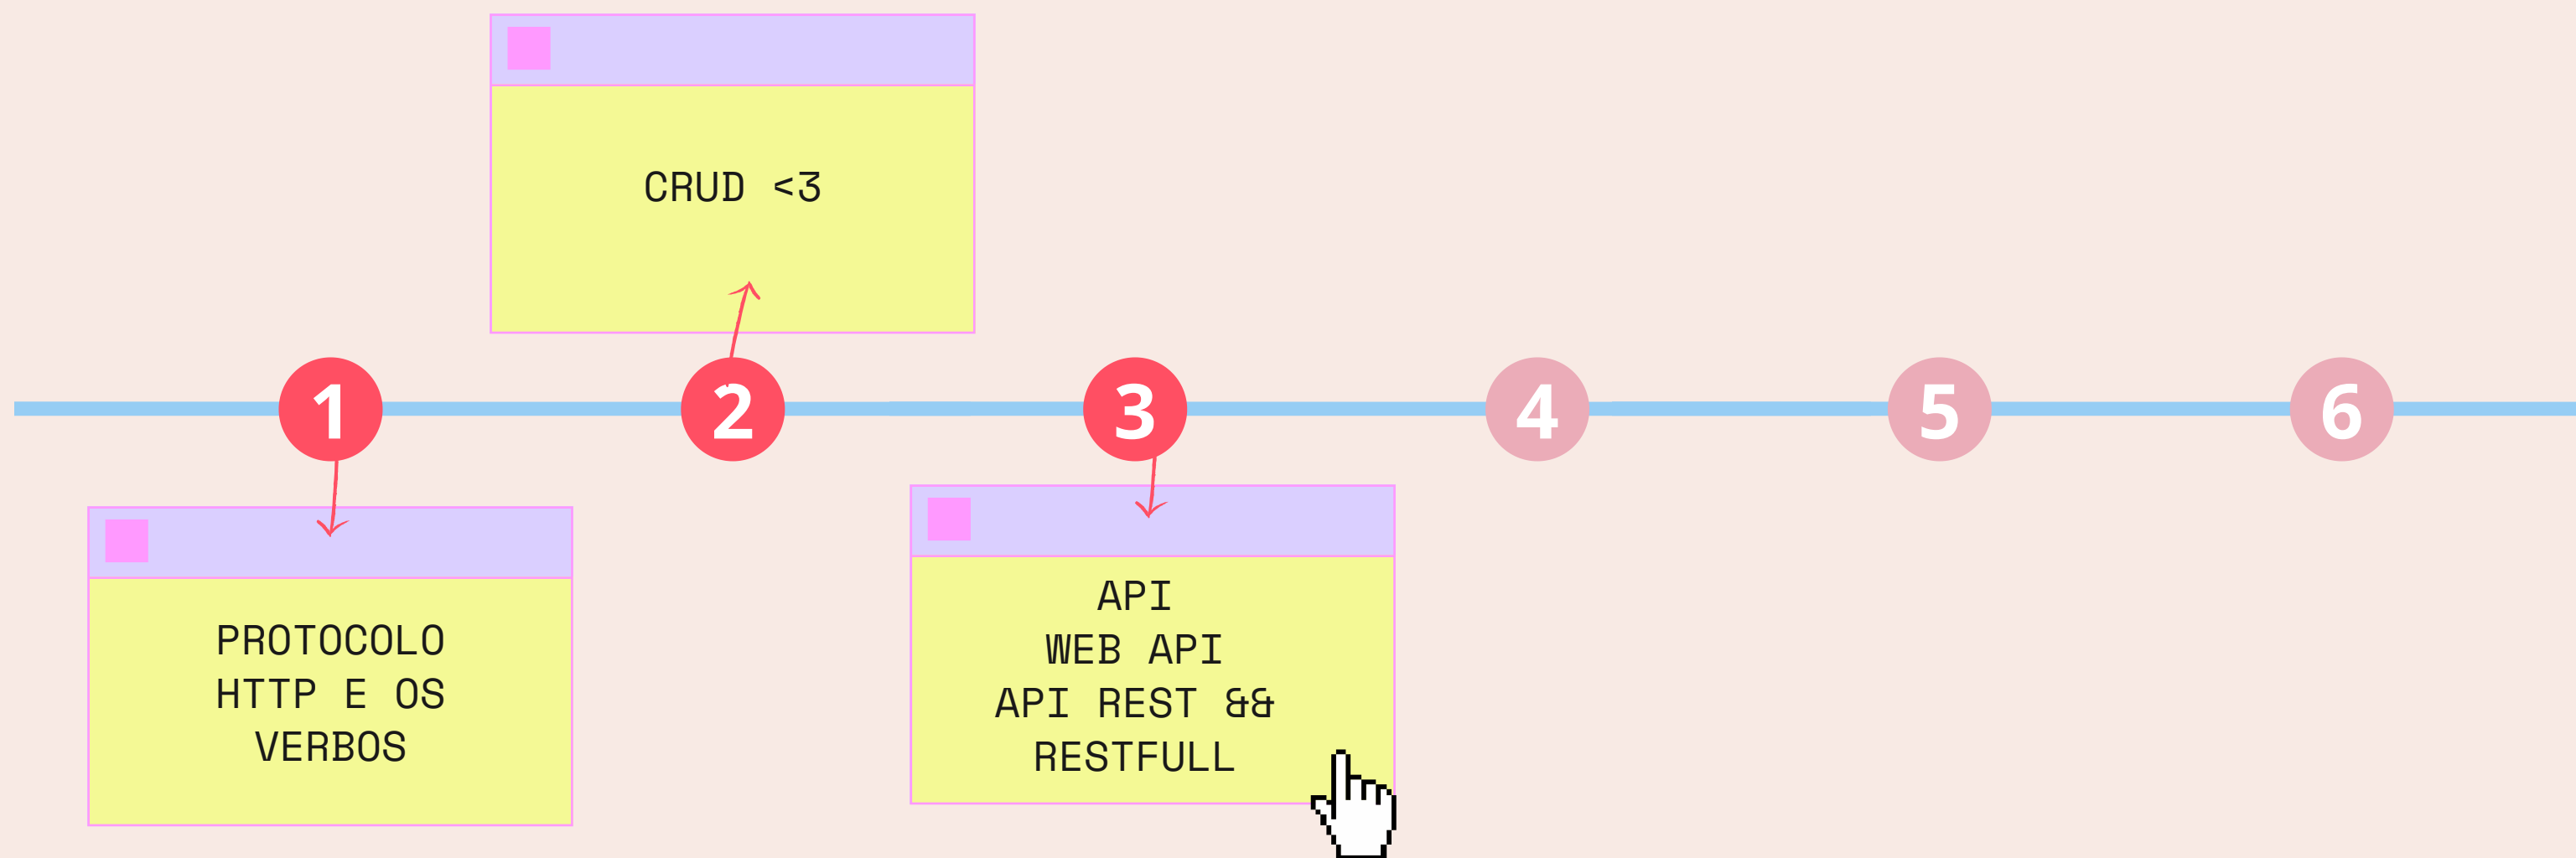 CRUD <3
1
2
3
4
5
6
PROTOCOLO
HTTP E OS
VERBOS
API
WEB API
API REST &&
RESTFULL